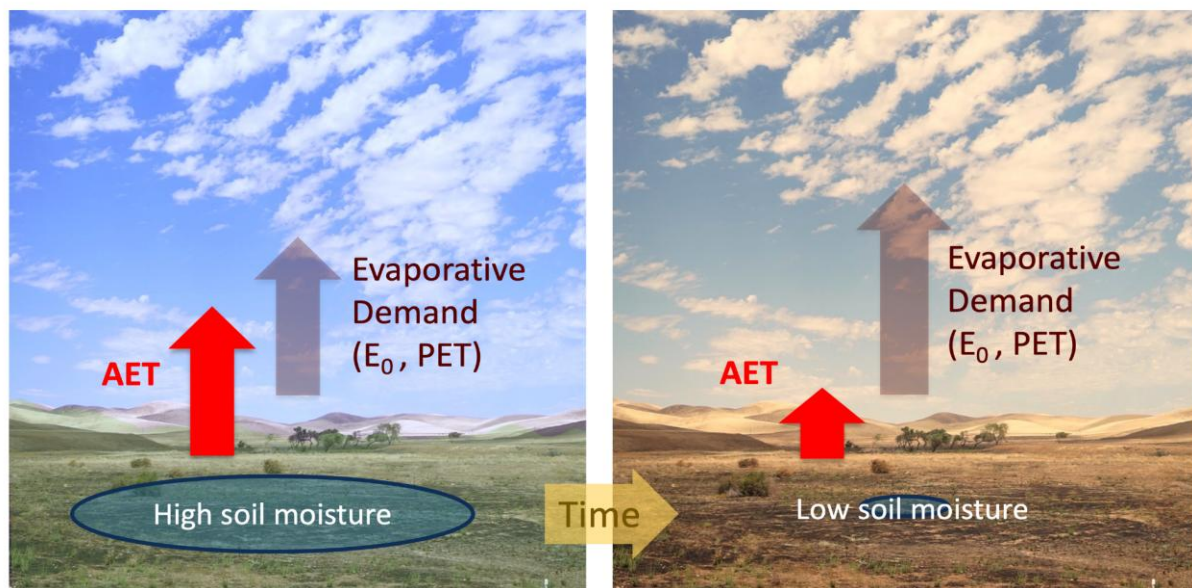 AET
Evaporative
Demand
(E₀ , PET)
High soil moisture
Time
Evaporative
Demand
(E₀ , PET)
AET
Low soil moisture